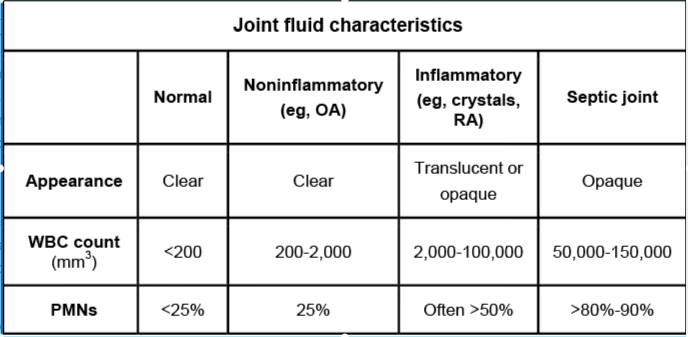 Joint fluid characteristics
Normal
Noninflammatory
(eg, OA)
Inflammatory
(eg, crystals,
RA)
Septic joint
Appearance
Clear
Clear
Translucent or
opaque
Opaque
WBC count
(mm³)
<200
200-2,000
2,000-100,000
50,000-150,000
PMNs
<25%
25%
Often >50%
>80%-90%